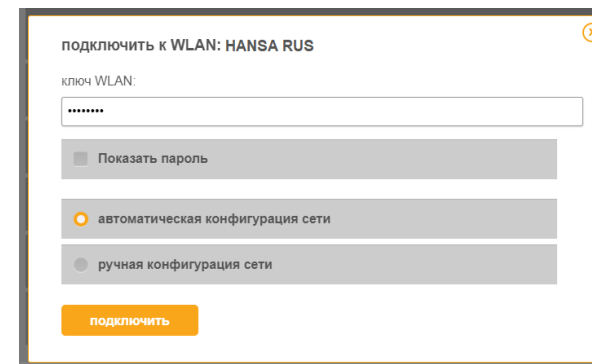 подключить к WLAN: HANSA RUS
ключ WLAN:
••••••••
Показать пароль
автоматическая конфигурация сети
ручная конфигурация сети
подключить